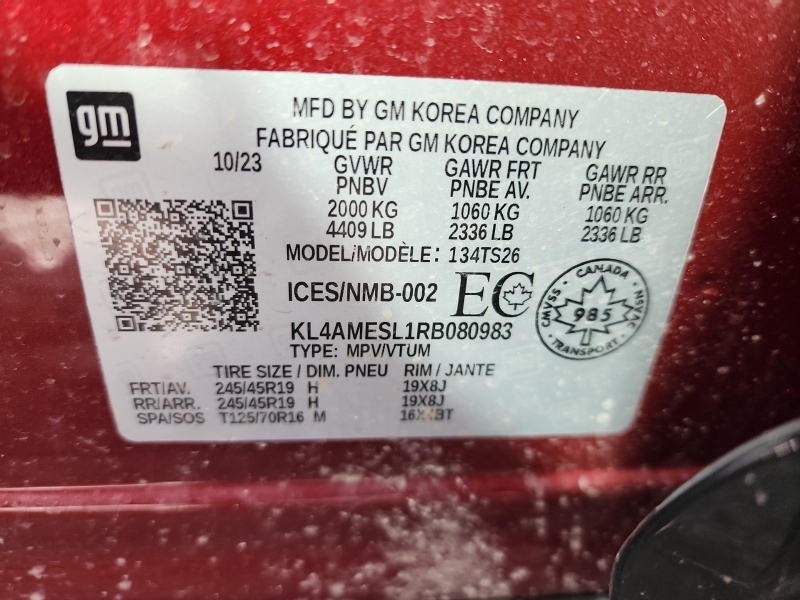 gm
MFD BY GM KOREA COMPANY
FABRIQUÉ PAR GM KOREA COMPANY
10/23 GVWR GAWR FRT GAWR RR
PNBV PNBE AV. PNBE ARR.
2000 KG 1060 KG 1060 KG
4409 LB 2336 LB 2336 LB
MODEL/MODÈLE: 134TS26
ICES/NMB-002 EC
CANADA
CMVSS 985 NSVAC
TRANSPORT
KL4AMESL1RB080983
TYPE: MPV/VTUM
TIRE SIZE / DIM. PNEU RIM / JANTE
FRT/AV. 245/45R19 H 19X8J
RR/ARR. 245/45R19 H 19X8J
SPA/SOS T125/70R16 M